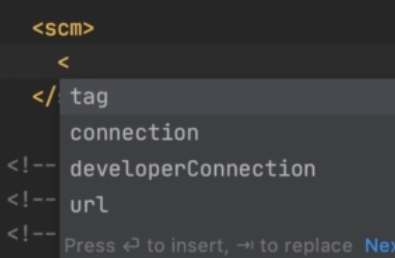 <scm>
<
</
tag
connection
developerConnection
<!--
url
<!--
<!--
Press ↵ to insert, ⇥ to replace